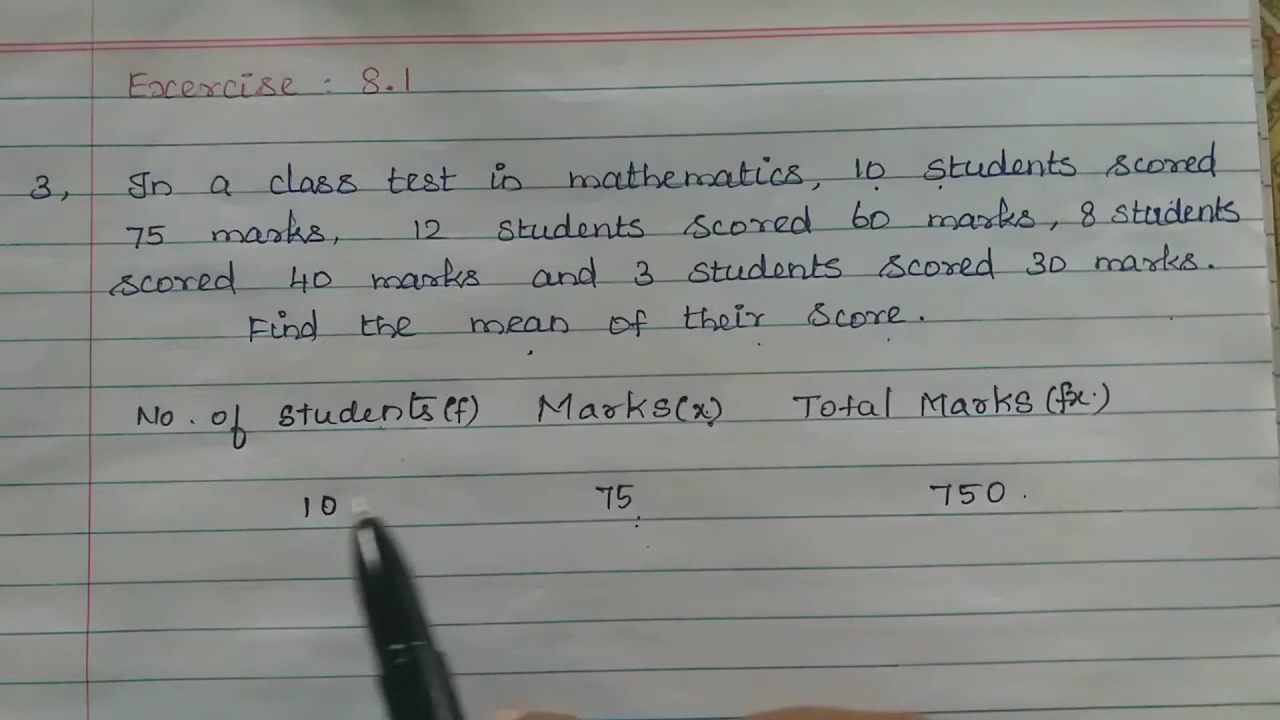 Excercise : 8.1
3, In a class test in mathematics, 10 students scored
75 marks, 12 students scored 60 marks, 8 students
scored 40 marks and 3 students scored 30 marks.
Find the mean of their score.
No. of students(f) Marks(x) Total Marks (fx.)
10 75 750.